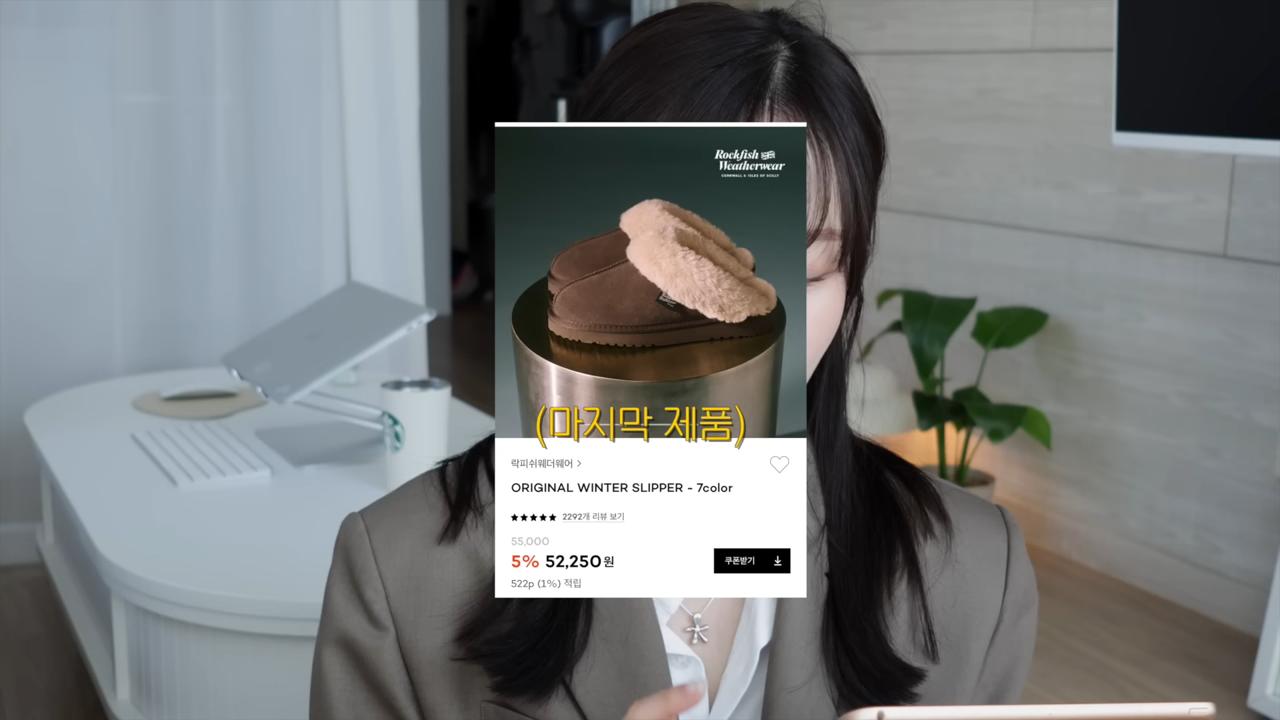 Rockfish
Weatherwear
CORNWALL & ISLES OF SCILLY
(마지막 제품)
락피쉬웨더웨어 >
ORIGINAL WINTER SLIPPER - 7color
★★★★★ 2292개 리뷰 보기
55,000
5% 52,250원
쿠폰받기
522p (1%) 적립